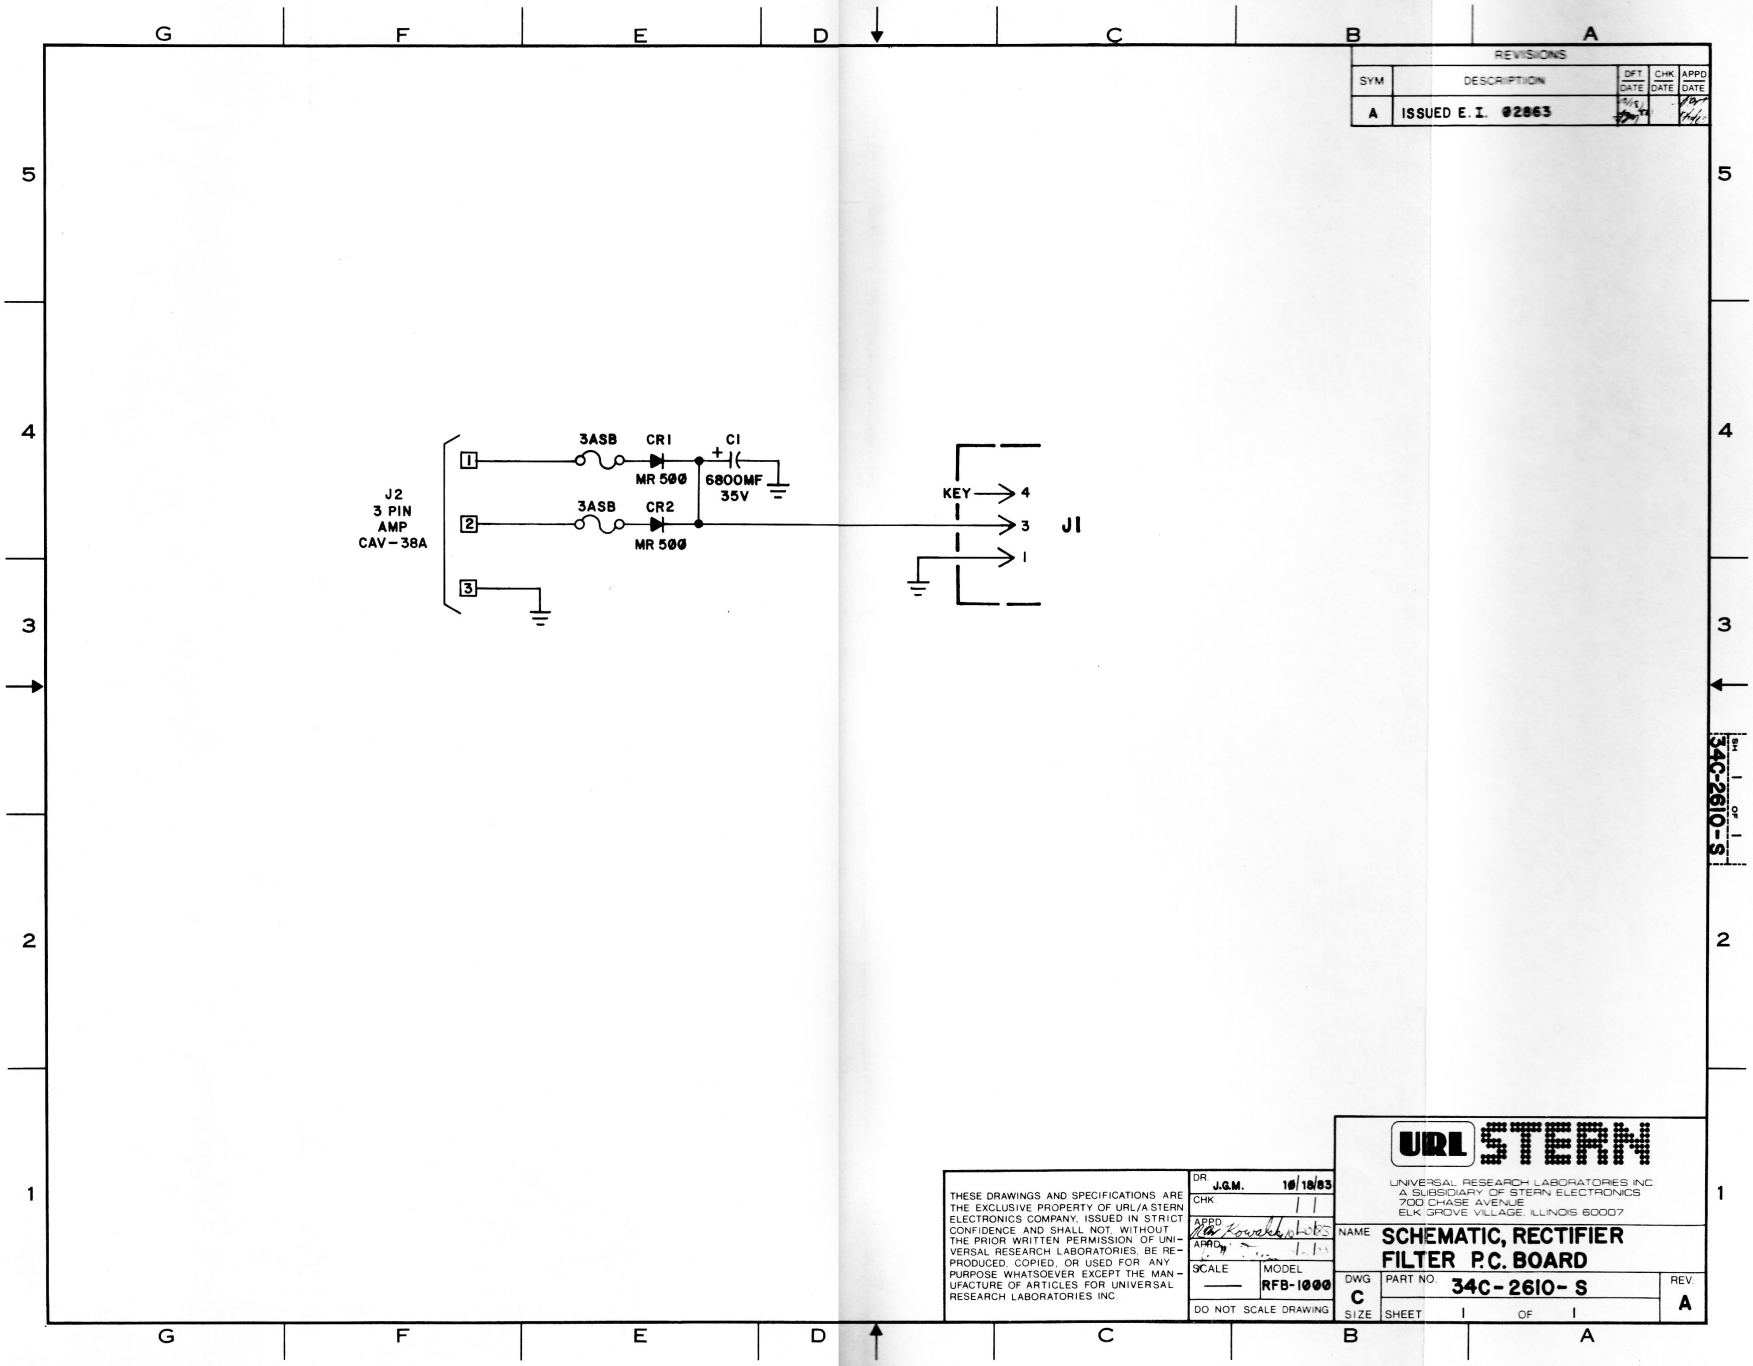 G F E D C B A
REVISIONS
SYM DESCRIPTION DFT DATE CHK DATE APPD DATE
A ISSUED E.I. 02863
5 5
4 4
3ASB CR1 C1
+
1
MR 500 6800MF
35V
J2
3 PIN
AMP
CAV-38A
KEY 4
3ASB CR2
2
3 J1
MR 500
1
3
3 3
SH 1 OF 1
34C-2610-S
2 2
1 1
URL STERN
UNIVERSAL RESEARCH LABORATORIES INC
A SUBSIDIARY OF STERN ELECTRONICS
700 CHASE AVENUE
ELK GROVE VILLAGE, ILLINOIS 60007
THESE DRAWINGS AND SPECIFICATIONS ARE
THE EXCLUSIVE PROPERTY OF URL/A STERN
ELECTRONICS COMPANY, ISSUED IN STRICT
CONFIDENCE AND SHALL NOT, WITHOUT
THE PRIOR WRITTEN PERMISSION OF UNI-
VERSAL RESEARCH LABORATORIES, BE RE-
PRODUCED, COPIED, OR USED FOR ANY
PURPOSE WHATSOEVER EXCEPT THE MAN-
UFACTURE OF ARTICLES FOR UNIVERSAL
RESEARCH LABORATORIES INC
DR. J.G.M. 10/18/83
CHK
APPD Kowalski
APPD
SCALE MODEL
RFB-1000
DO NOT SCALE DRAWING
NAME SCHEMATIC, RECTIFIER
FILTER P.C. BOARD
DWG C SIZE
PART NO. 34C-2610-S
SHEET 1 OF 1
REV. A
G F E D C B A